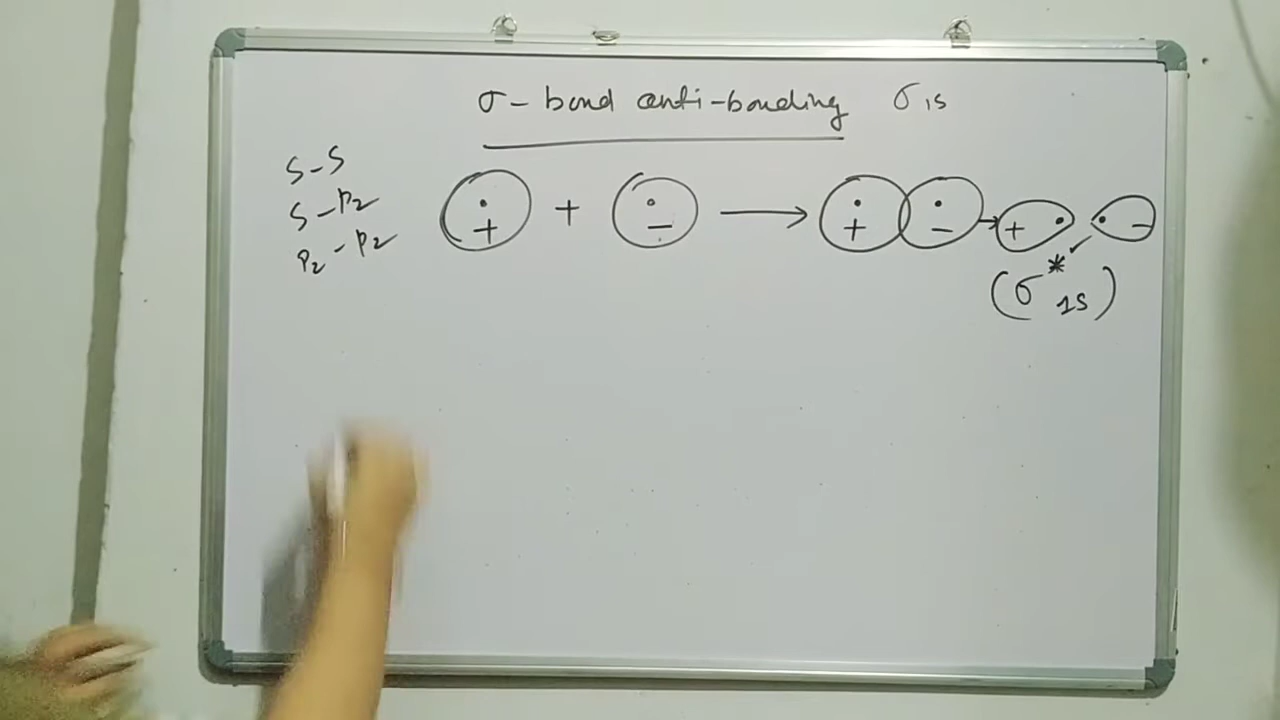 σ- bond anti-bonding σ1s
s-s
s-pz
pz-pz
+ + - → + - → + -
(σ*1s)